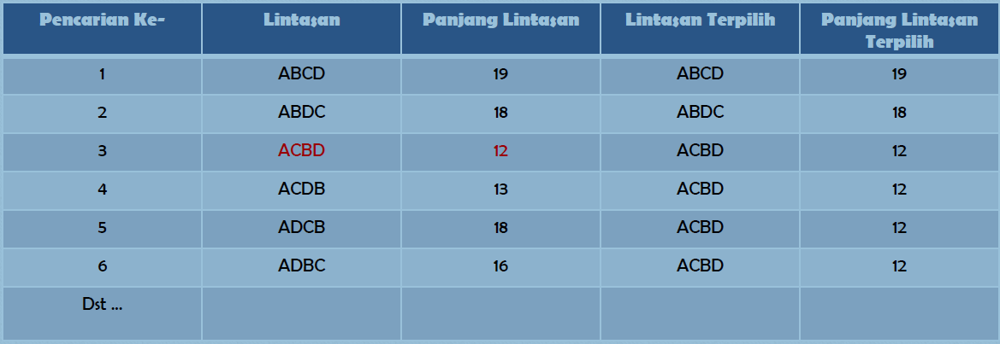 Pencarian Ke- Lintasan Panjang Lintasan Lintasan Terpilih Panjang Lintasan
Terpilih
1 ABCD 19 ABCD 19
2 ABDC 18 ABDC 18
3 ACBD 12 ACBD 12
4 ACDB 13 ACBD 12
5 ADCB 18 ACBD 12
6 ADBC 16 ACBD 12
Dst ...